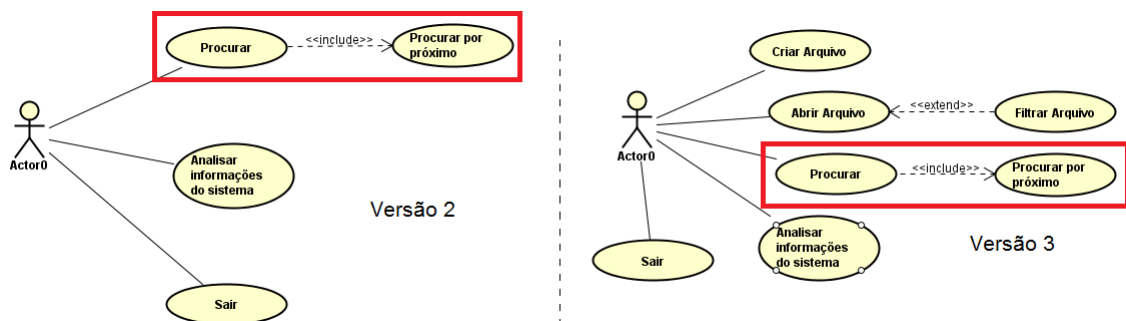 Procurar
<<include>>
Procurar por
próximo
Actor0
Analisar
informações
do sistema
Versão 2
Sair
Criar Arquivo
Abrir Arquivo
<<extend>>
Filtrar Arquivo
Actor0
Procurar
<<include>>
Procurar por
próximo
Analisar
informações
do sistema
Versão 3
Sair